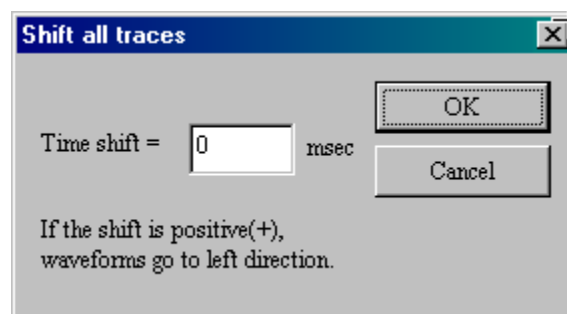 Shift all traces
OK
Time shift = 0 msec
Cancel
If the shift is positive(+),
waveforms go to left direction.